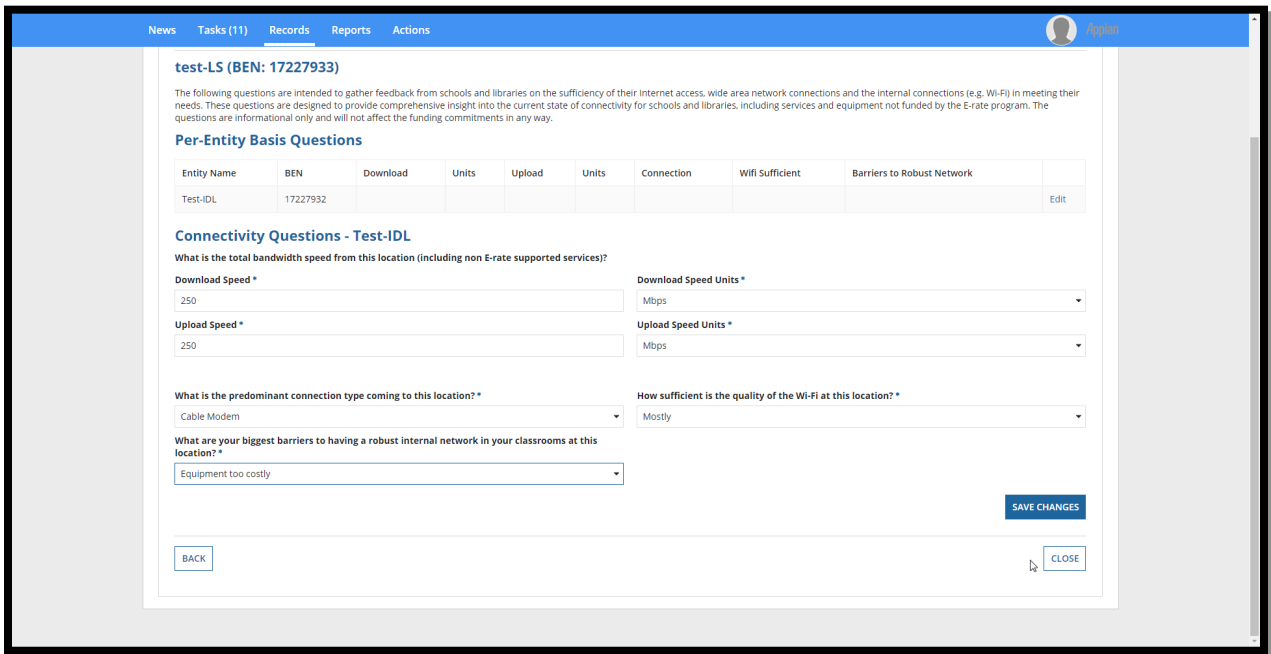 News Tasks (11) Records Reports Actions Appian
test-LS (BEN: 17227933)
The following questions are intended to gather feedback from schools and libraries on the sufficiency of their Internet access, wide area network connections and the internal connections (e.g. Wi-Fi) in meeting their
needs. These questions are designed to provide comprehensive insight into the current state of connectivity for schools and libraries, including services and equipment not funded by the E-rate program. The
questions are informational only and will not affect the funding commitments in any way.
Per-Entity Basis Questions
Entity Name BEN Download Units Upload Units Connection Wifi Sufficient Barriers to Robust Network
Test-IDL 17227932 Edit
Connectivity Questions - Test-IDL
What is the total bandwidth speed from this location (including non E-rate supported services)?
Download Speed * Download Speed Units *
250 Mbps
Upload Speed * Upload Speed Units *
250 Mbps
What is the predominant connection type coming to this location? * How sufficient is the quality of the Wi-Fi at this location? *
Cable Modem Mostly
What are your biggest barriers to having a robust internal network in your classrooms at this
location? *
Equipment too costly
SAVE CHANGES
BACK CLOSE